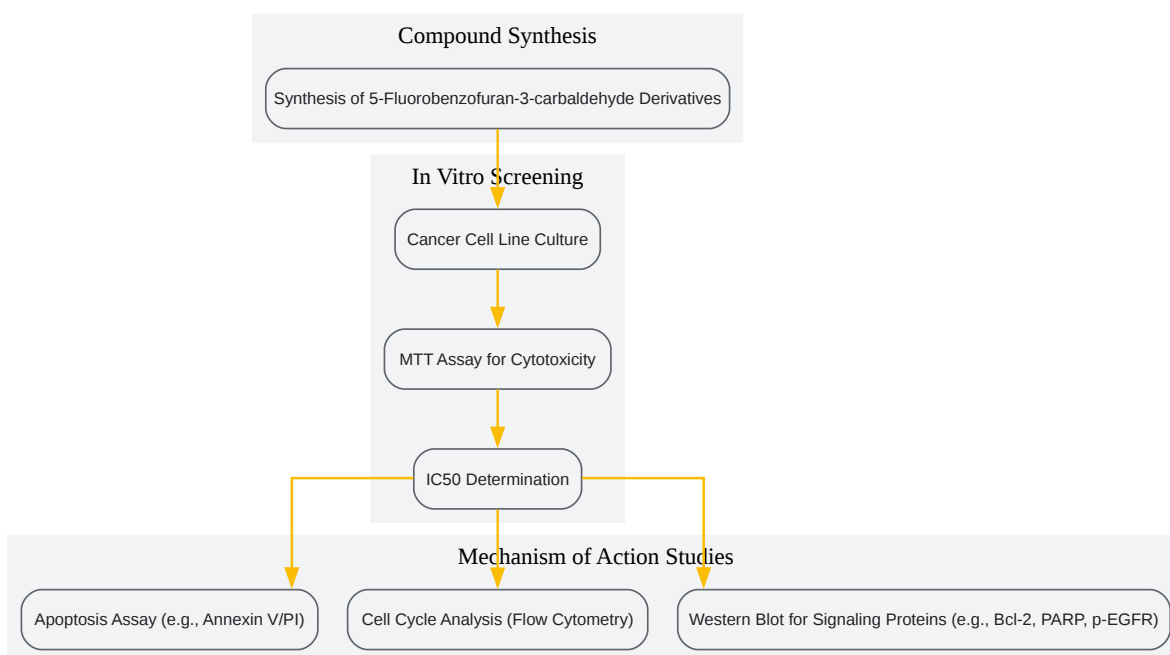 Compound Synthesis
Synthesis of 5-Fluorobenzofuran-3-carbaldehyde Derivatives
In Vitro Screening
Cancer Cell Line Culture
MTT Assay for Cytotoxicity
IC50 Determination
Mechanism of Action Studies
Apoptosis Assay (e.g., Annexin V/PI)
Cell Cycle Analysis (Flow Cytometry)
Western Blot for Signaling Proteins (e.g., Bcl-2, PARP, p-EGFR)